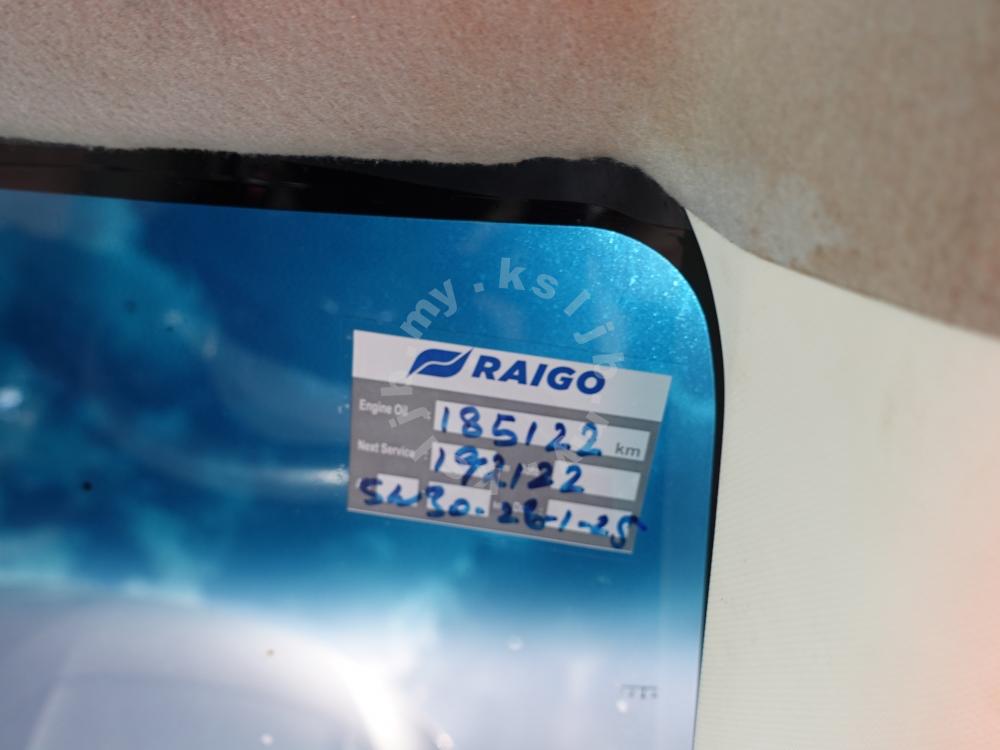 RAIGO
Engine Oil : 185122 km
Next Service 192122
5W30 - 26-1-25